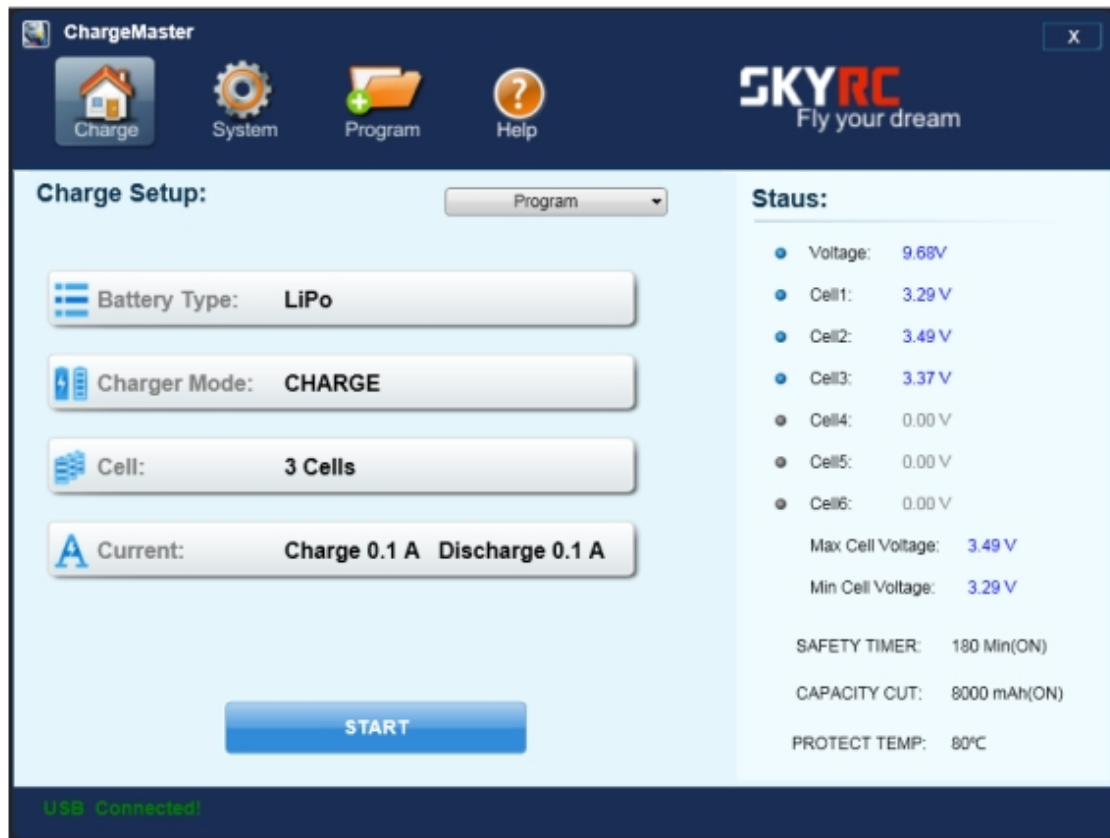 ChargeMaster
X
Charge System Program Help
SKYRC
Fly your dream
Charge Setup:
Program
Battery Type: LiPo
Charger Mode: CHARGE
Cell: 3 Cells
Current: Charge 0.1 A Discharge 0.1 A
START
Staus:
Voltage: 9.68V
Cell1: 3.29 V
Cell2: 3.49 V
Cell3: 3.37 V
Cell4: 0.00 V
Cell5: 0.00 V
Cell6: 0.00 V
Max Cell Voltage: 3.49 V
Min Cell Voltage: 3.29 V
SAFETY TIMER: 180 Min(ON)
CAPACITY CUT: 8000 mAh(ON)
PROTECT TEMP: 80℃
USB Connected!